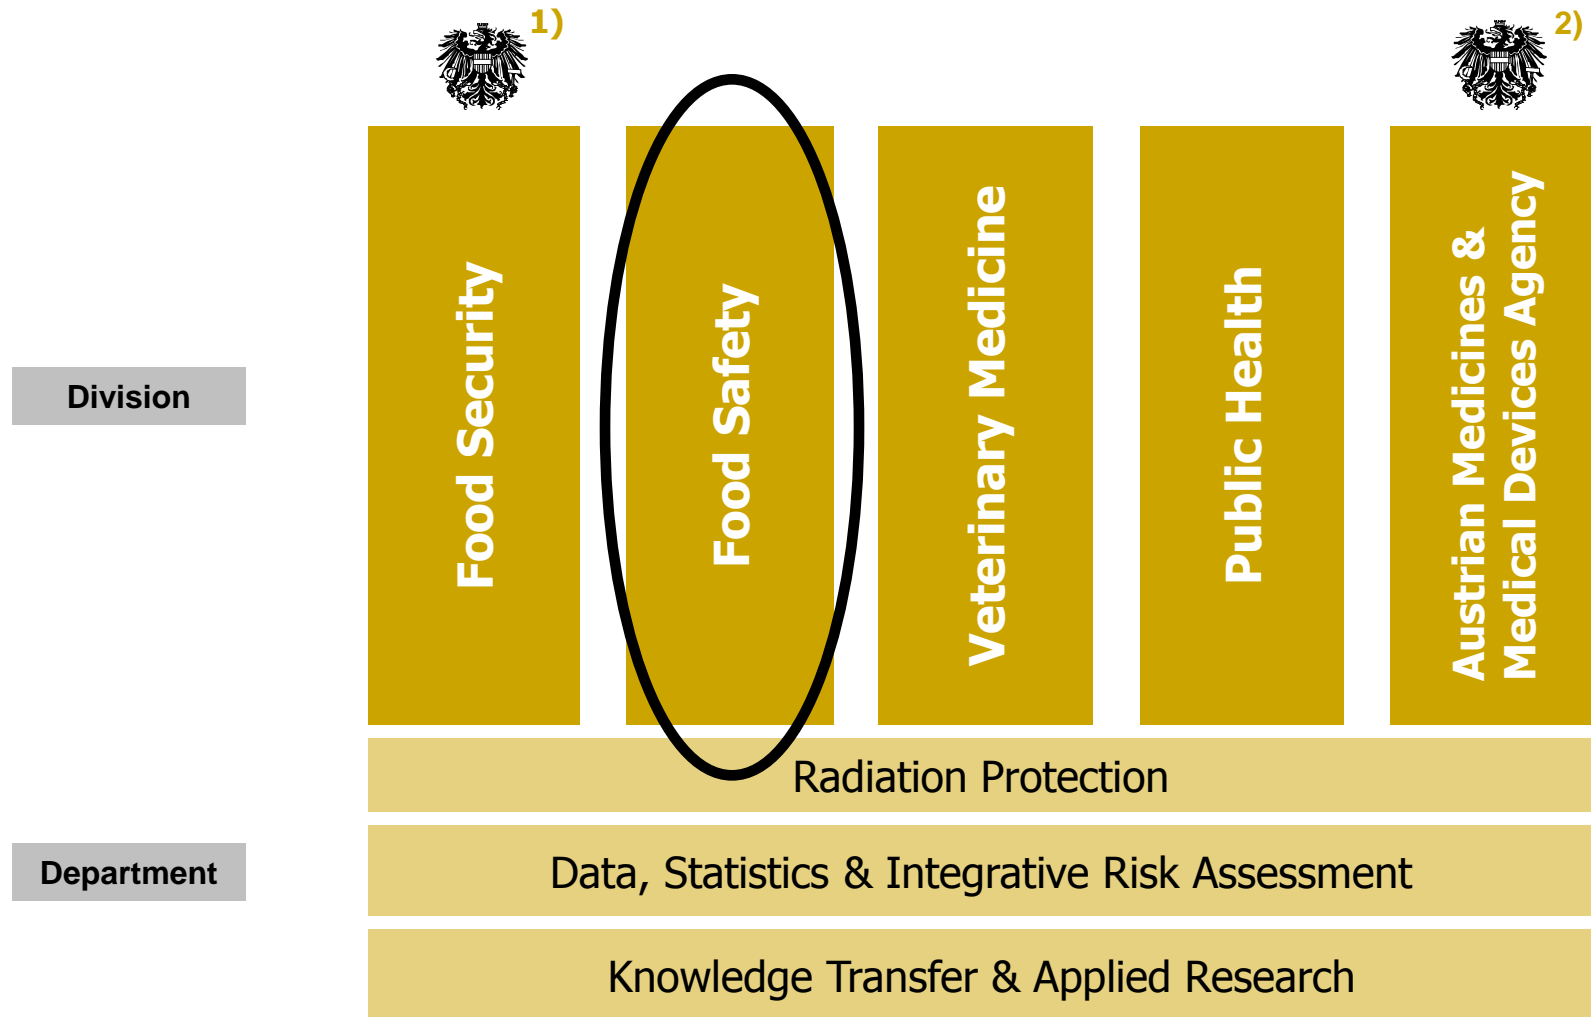 1)
2)
Division
Food Security
Food Safety
Veterinary Medicine
Public Health
Austrian Medicines &
Medical Devices Agency
Department
Radiation Protection
Data, Statistics & Integrative Risk Assessment
Knowledge Transfer & Applied Research